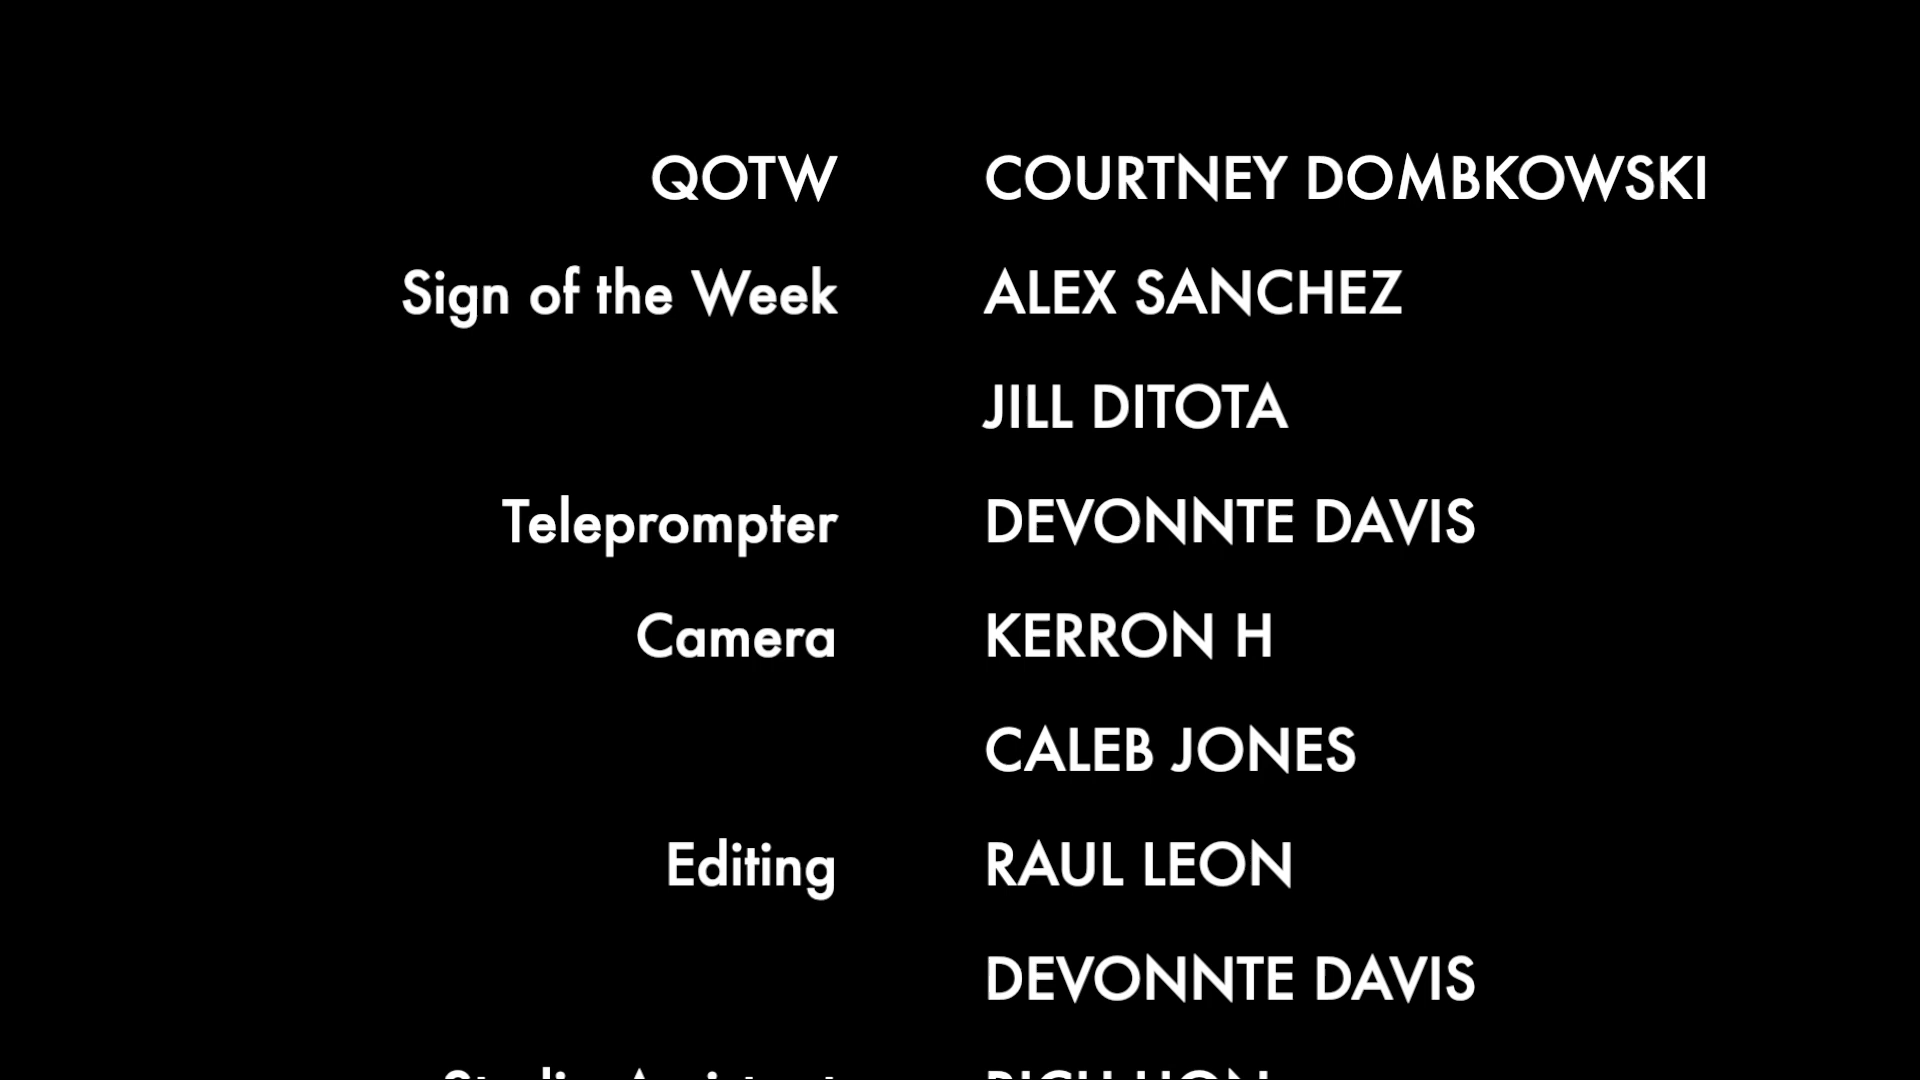 QOTW COURTNEY DOMBKOWSKI
Sign of the Week ALEX SANCHEZ
JILL DITOTA
Teleprompter DEVONNTE DAVIS
Camera KERRON H
CALEB JONES
Editing RAUL LEON
DEVONNTE DAVIS